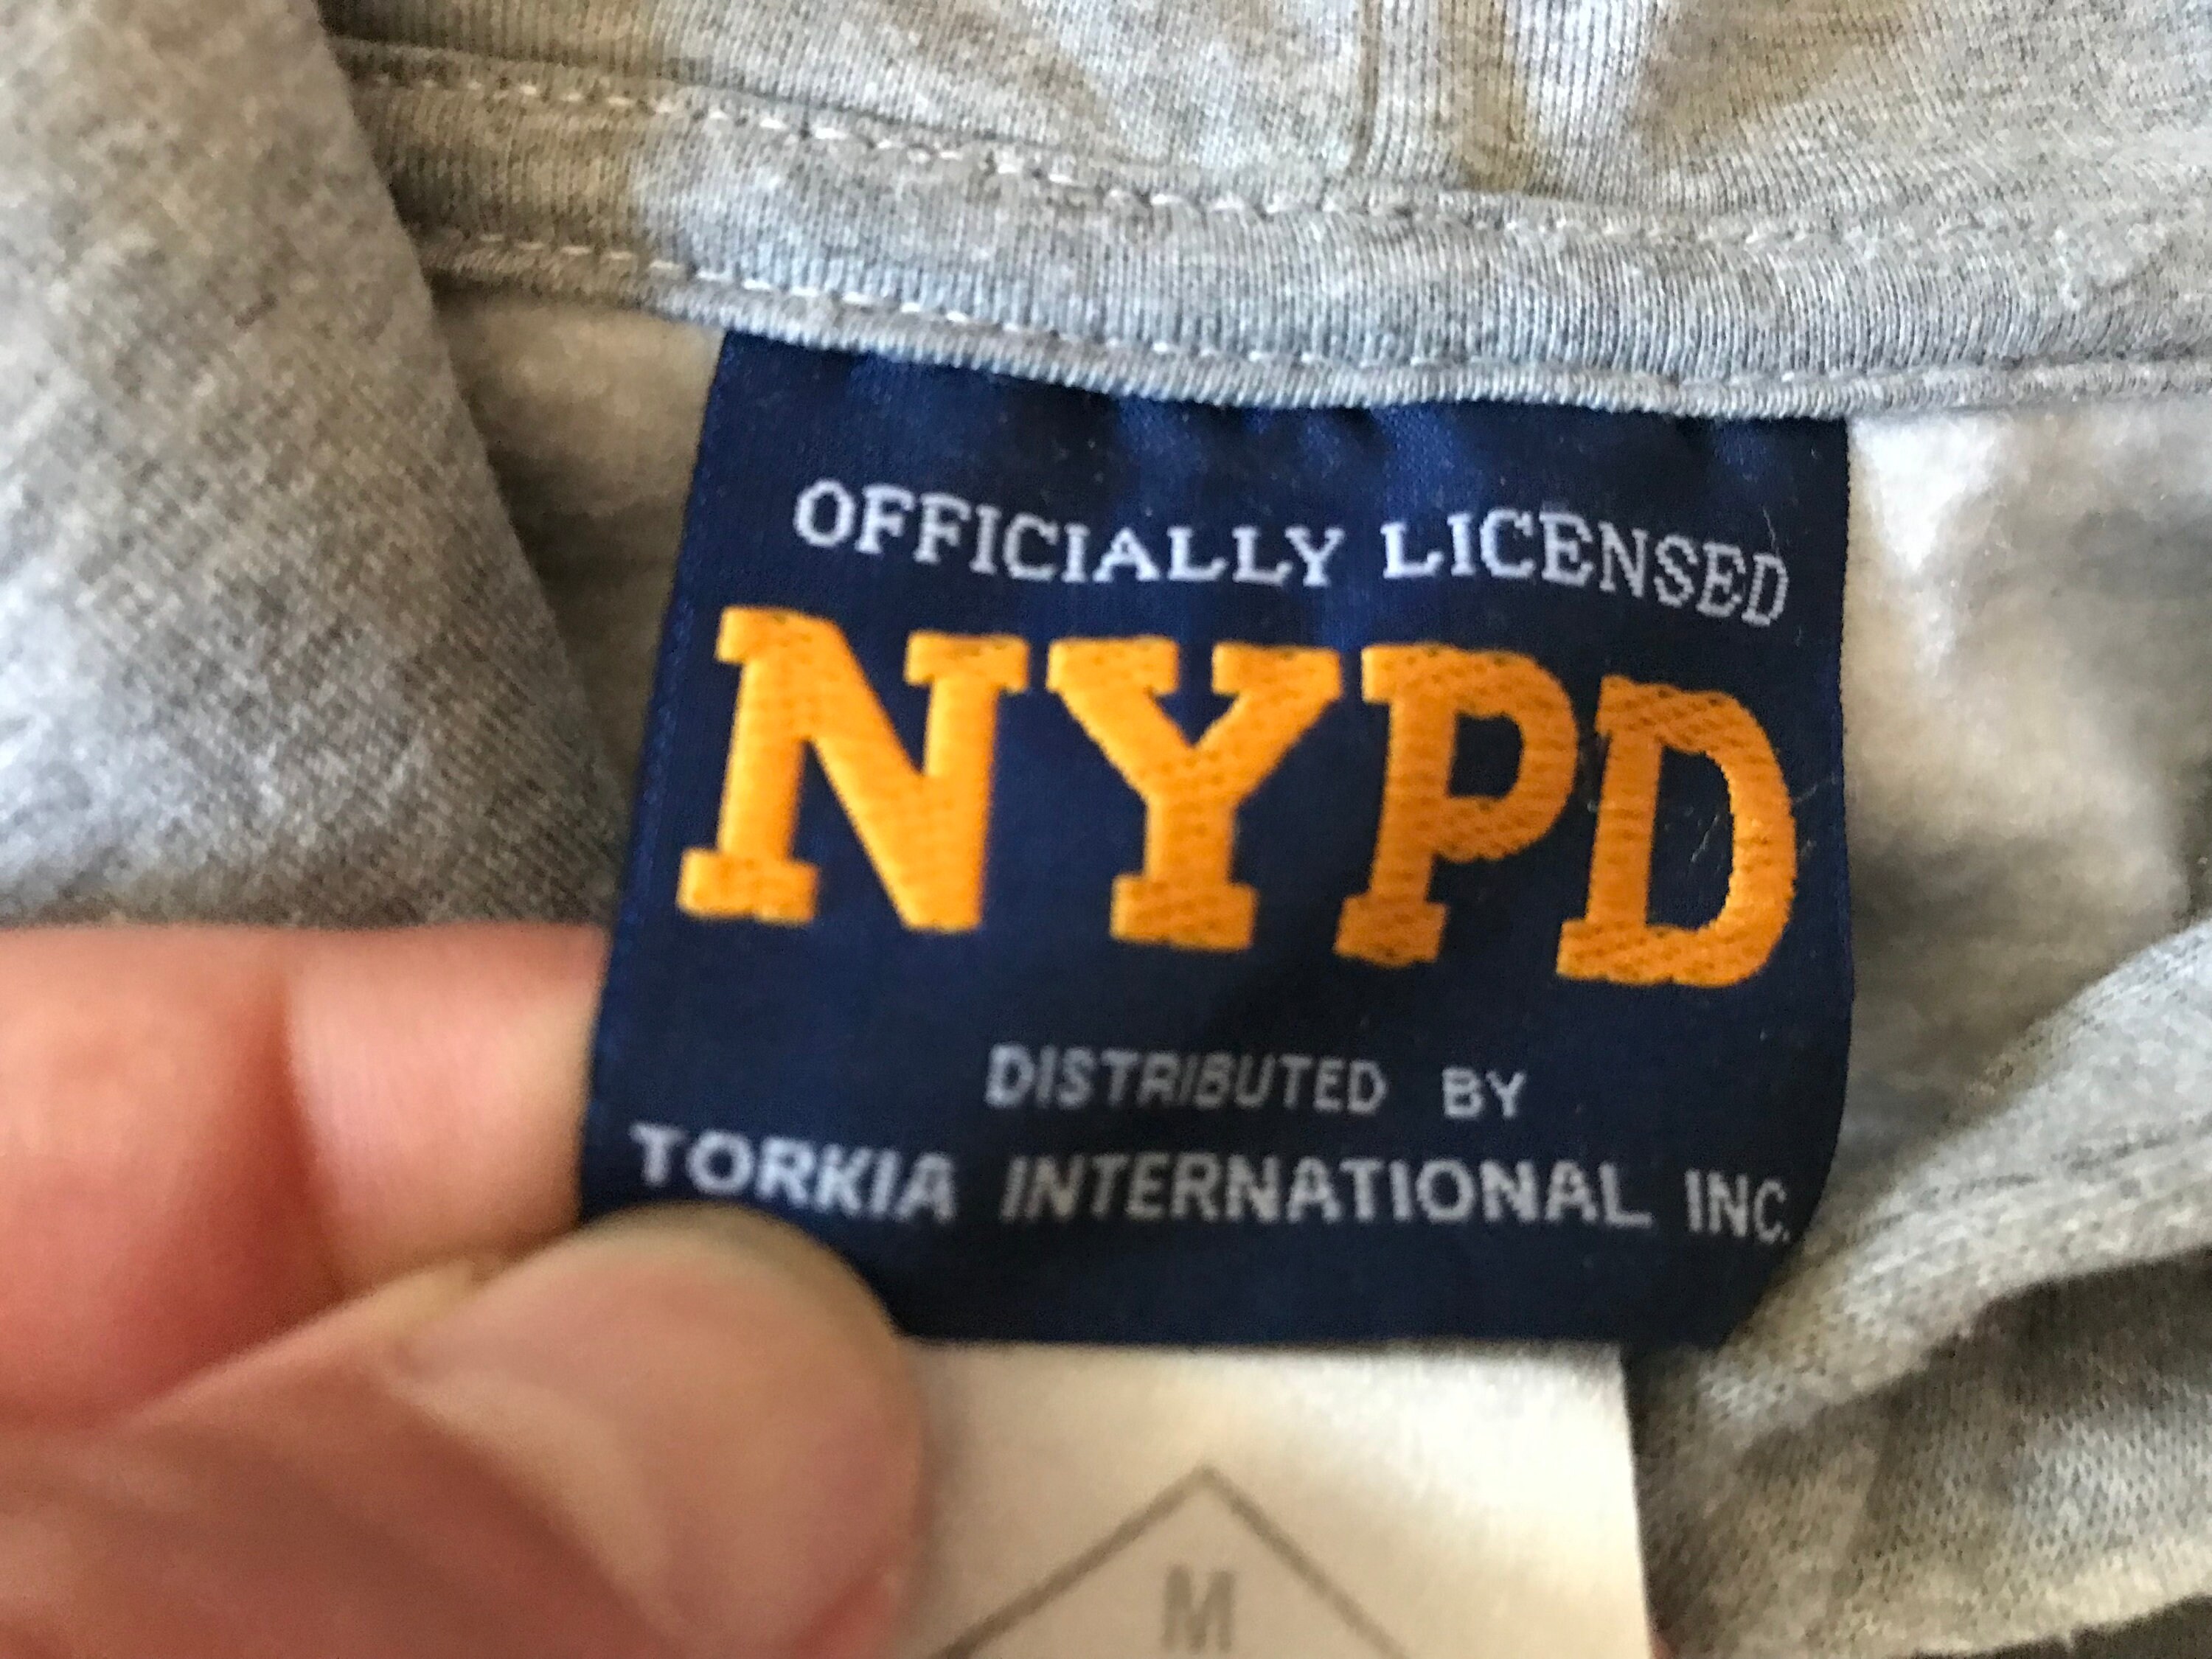 OFFICIALLY LICENSED
NYPD
DISTRIBUTED BY
TORKIA INTERNATIONAL INC.
M